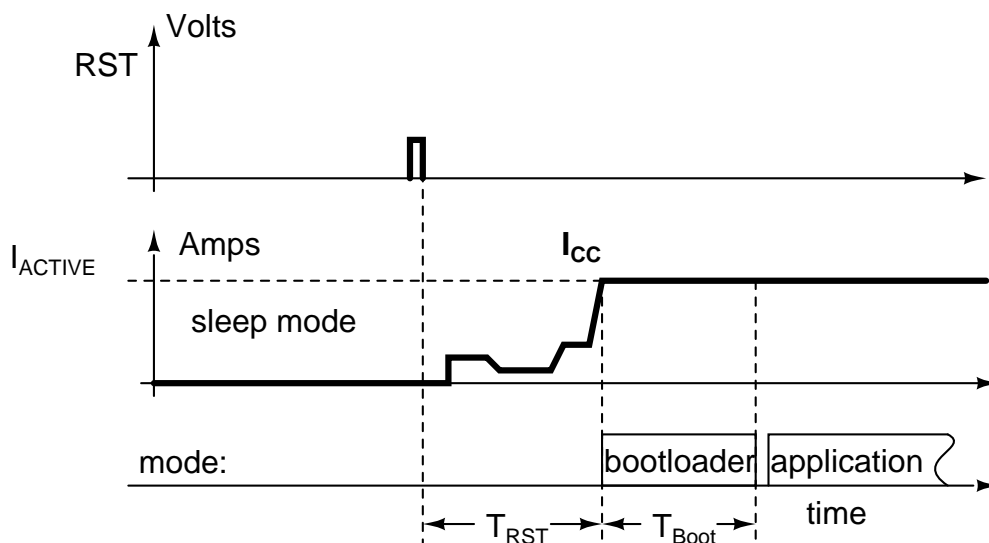 Volts
RST
Amps
I_CC
I_ACTIVE
sleep mode
mode:
bootloader
application
time
T_RST
T_Boot